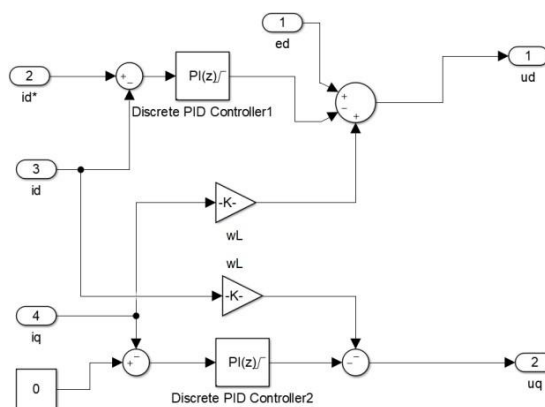 1
ed
2
id*
+
-
PI(z)
Discrete PID Controller1
+
-
+
1
ud
3
id
-K-
wL
wL
-K-
4
iq
0
+
-
PI(z)
Discrete PID Controller2
-
-
2
uq